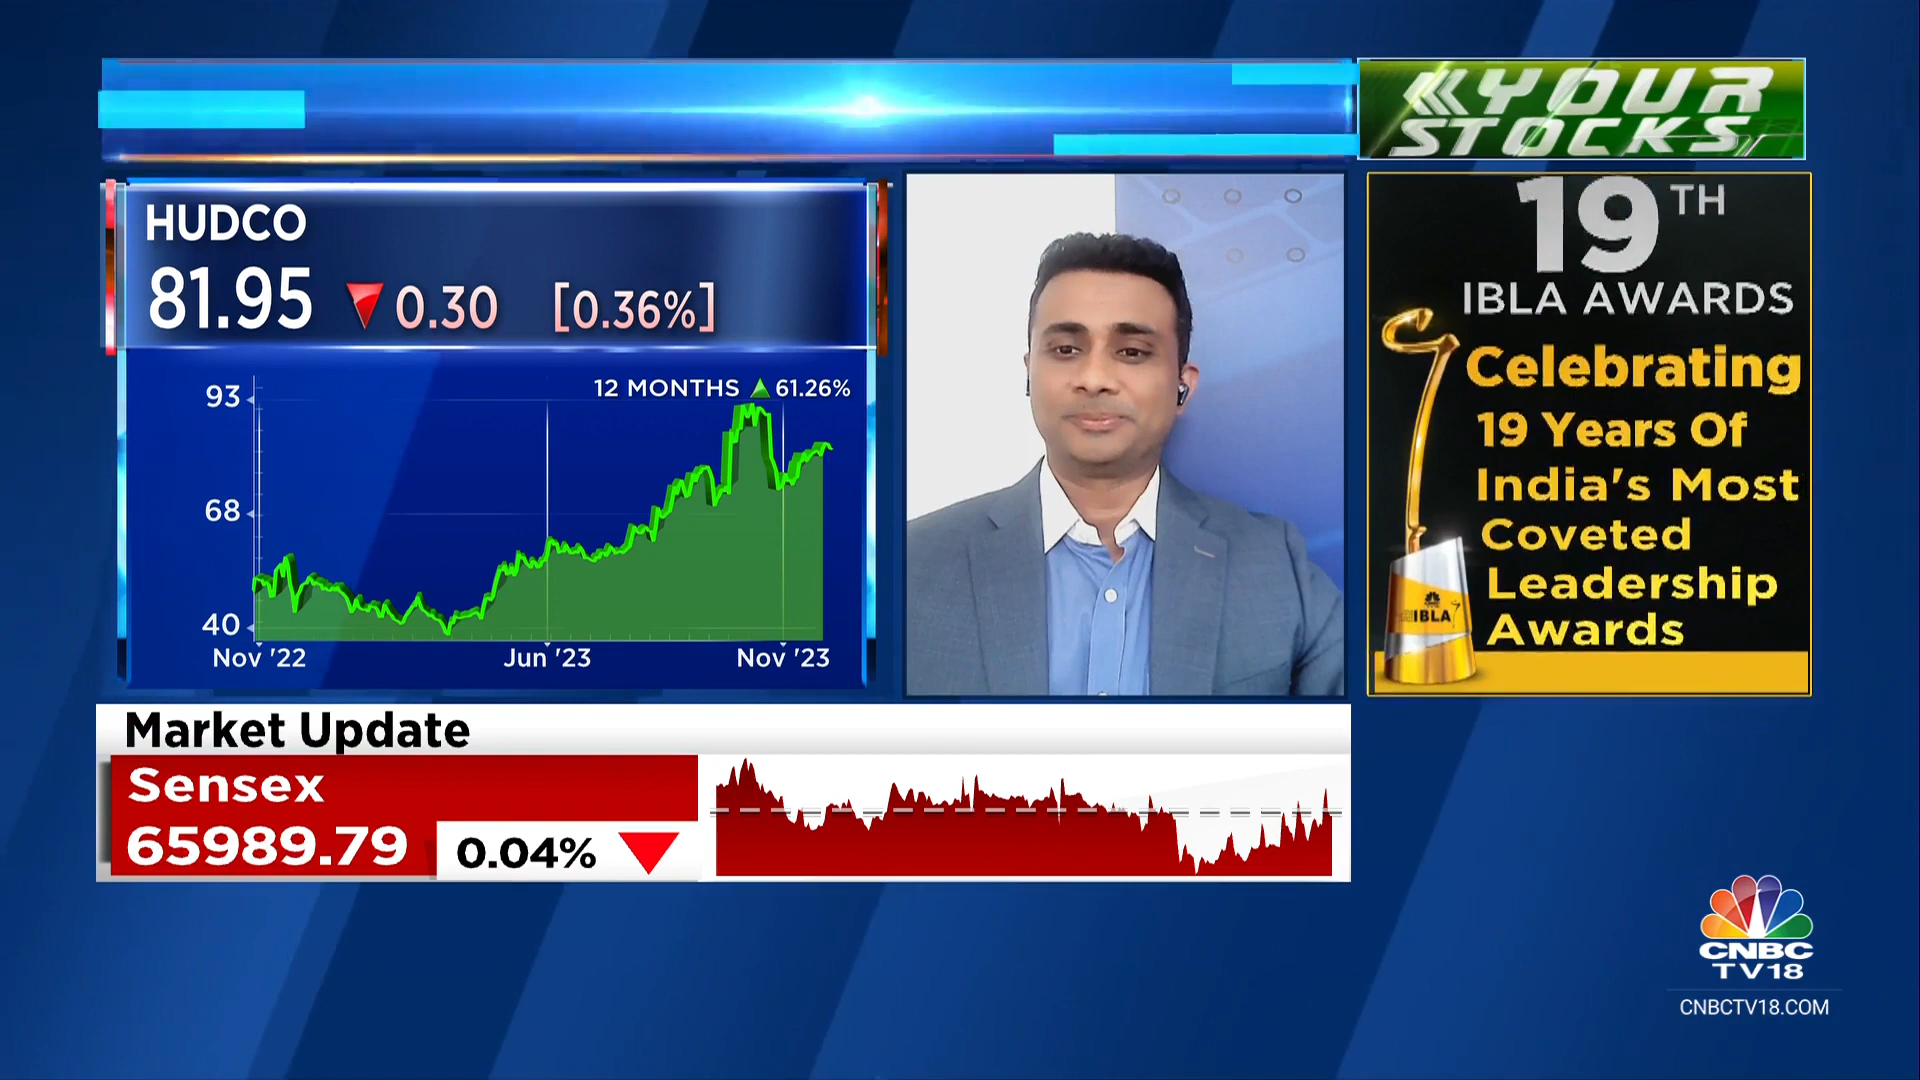 YOUR
STOCKS
HUDCO
81.95 ▼ 0.30 [0.36%]
12 MONTHS ▲ 61.26%
93
68
40
Nov '22 Jun '23 Nov '23
19TH
IBLA AWARDS
Celebrating
19 Years Of
India's Most
Coveted
Leadership
Awards
IBLA
Market Update
Sensex
65989.79 0.04% ▼
CNBC
TV18
CNBCTV18.COM